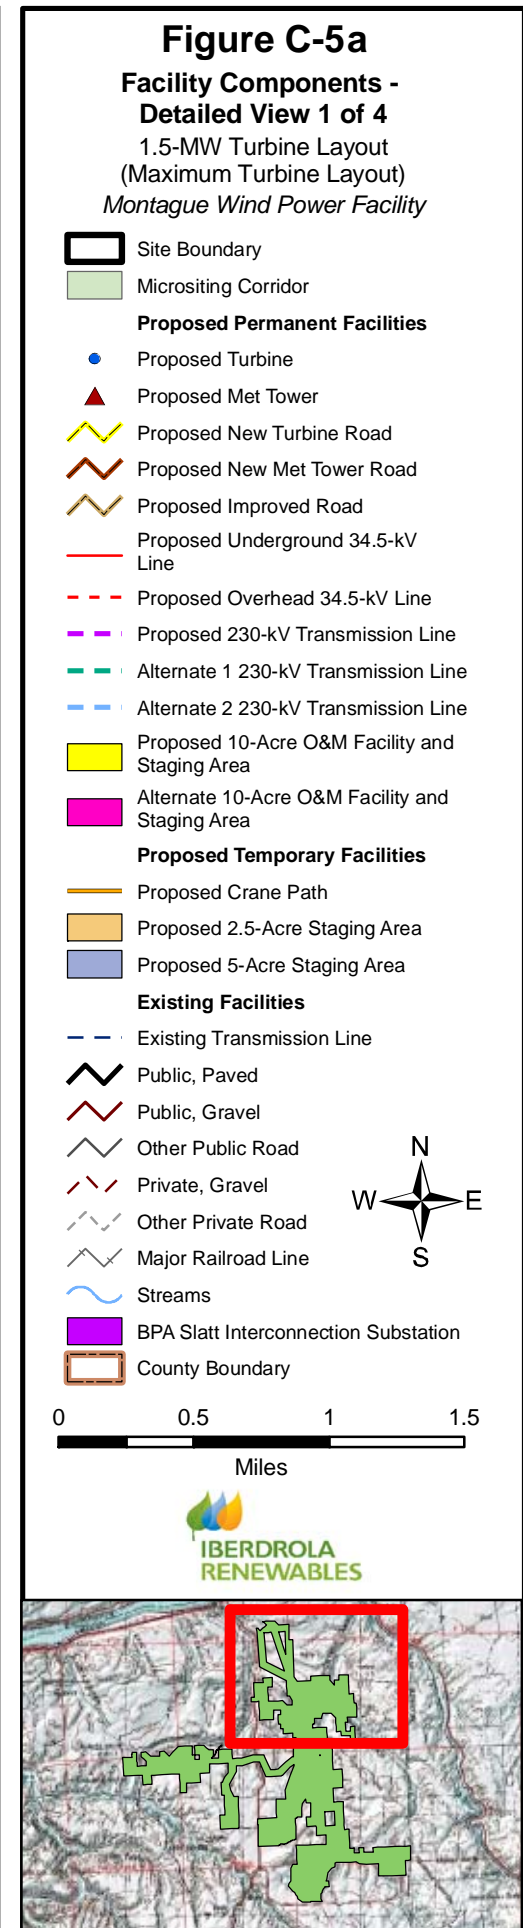 Figure C-5a
Facility Components -
Detailed View 1 of 4
1.5-MW Turbine Layout
(Maximum Turbine Layout)
Montague Wind Power Facility
Site Boundary
Micrositing Corridor
Proposed Permanent Facilities
Proposed Turbine
Proposed Met Tower
Proposed New Turbine Road
Proposed New Met Tower Road
Proposed Improved Road
Proposed Underground 34.5-kV
Line
Proposed Overhead 34.5-kV Line
Proposed 230-kV Transmission Line
Alternate 1 230-kV Transmission Line
Alternate 2 230-kV Transmission Line
Proposed 10-Acre O&M Facility and
Staging Area
Alternate 10-Acre O&M Facility and
Staging Area
Proposed Temporary Facilities
Proposed Crane Path
Proposed 2.5-Acre Staging Area
Proposed 5-Acre Staging Area
Existing Facilities
Existing Transmission Line
Public, Paved
Public, Gravel
Other Public Road
Private, Gravel
Other Private Road
Major Railroad Line
Streams
BPA Slatt Interconnection Substation
County Boundary
N
W E
S
0 0.5 1 1.5
Miles
IBERDROLA
RENEWABLES